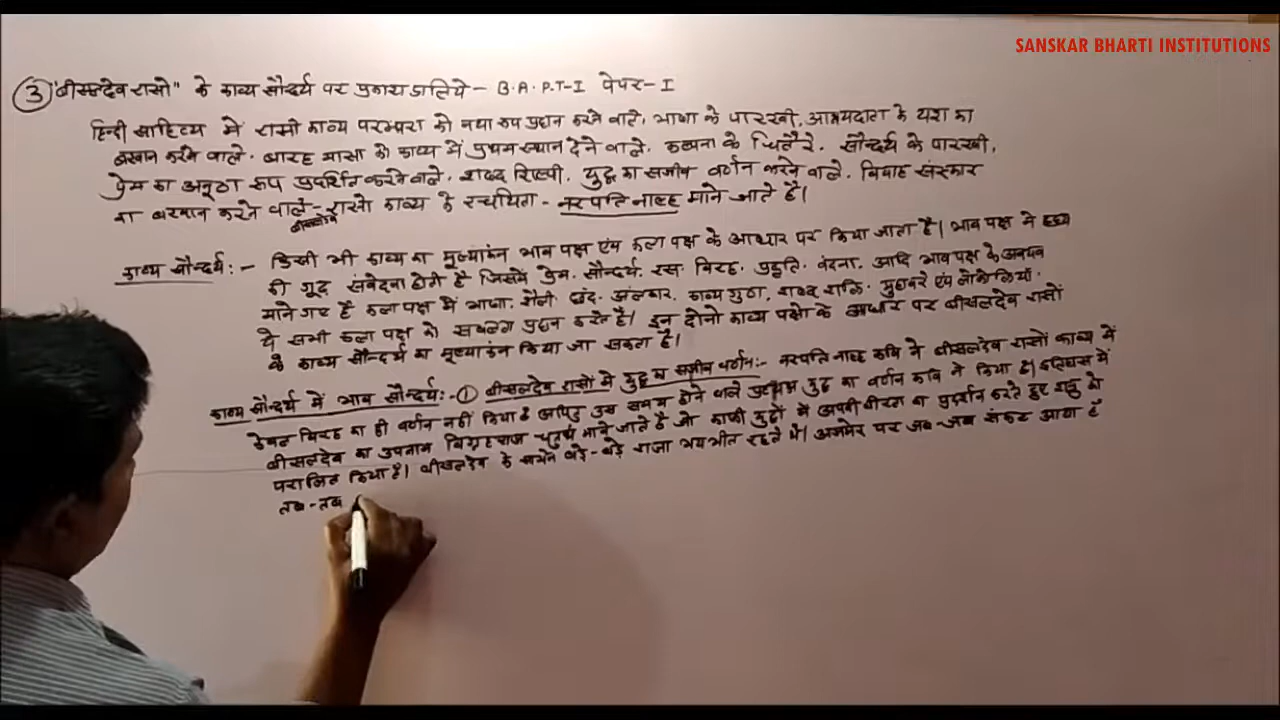 SANSKAR BHARTI INSTITUTIONS
③ "बीसलदेव रासो" के काव्य सौन्दर्य पर प्रकाश डालिये - B.A. P.T-I पेपर-I
हिन्दी साहित्य में रासो काव्य परम्परा को नया रूप प्रदान करने वाले, भाषा के पारखी, आश्रयदाता के यश का
बखान करने वाले, बारह मासा को काव्य में प्रथम स्थान देने वाले, कल्पना के चितैरे, सौन्दर्य के पारखी,
प्रेम का अनूठा रूप प्रदर्शित करने वाले, शब्द शिल्पी, युद्ध का सजीव वर्णन करने वाले, विवाह संस्कार
का बखान करने वाले - रासो काव्य के रचयिता - नरपति नाल्ह माने जाते है।
बीसलदेव
काव्य सौन्दर्य :- किसी भी काव्य का मूल्यांकन भाव पक्ष एंव कला पक्ष के आधार पर किया जाता है। भाव पक्ष में
की गूढ संवेदना होती है जिसमें प्रेम, सौन्दर्य, रस, विरह, प्रकृति, वंदना, आदि भाव पक्ष के अवयव
माने गए है कला पक्ष में भाषा, शैली, छंद, अंलकार, काव्य गुण, शब्द शक्ति, मुहावरे एंव लोकोक्तियाँ,
ये सभी कला पक्ष को सबलता प्रदान करते है। इन दोनो काव्य पक्षो के आधार पर बीसलदेव रासों
के काव्य सौन्दर्य का मूल्यांकन किया जा सकता है।
काव्य सौन्दर्य में भाव सौन्दर्य :- ① बीसलदेव रासों में युद्ध का सजीव वर्णन :- नरपति नाल्ह कवि ने बीसलदेव रासों काव्य में
केवल विरह का ही वर्णन नहीं किया है अपितु उस समय होने वाले युद्ध का वर्णन कवि ने किया है। इतिहास में
बीसलदेव का उपनाम विग्रहराज चतुर्थ माने जाते है जो काफी युद्धों में अपनी वीरता का प्रदर्शन करते हुए शत्रु को
पराजित किया है। बीसलदेव के सामने बड़े-बड़े राजा भयभीत रहते थे। अजमेर पर जब-जब संकट आया है
तब-तब